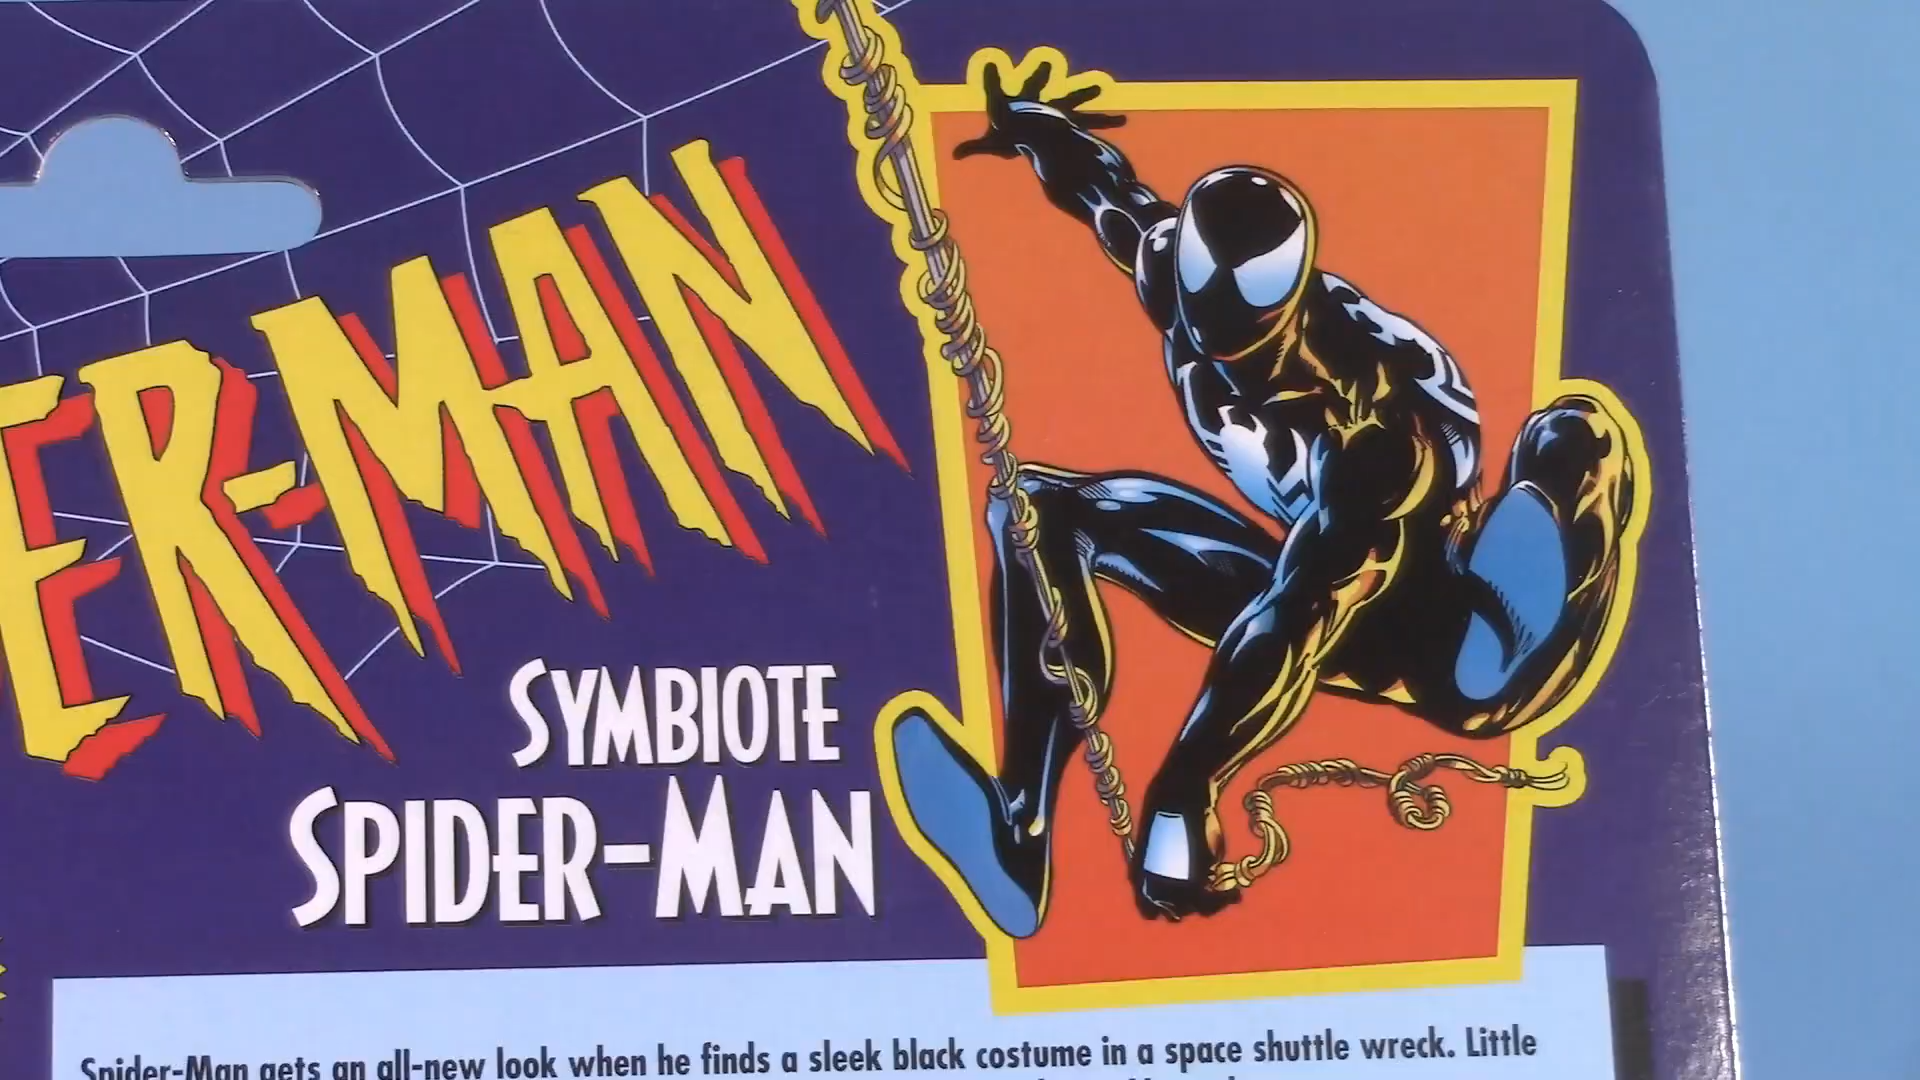 ER-MAN
SYMBIOTE
SPIDER-MAN
Spider-Man gets an all-new look when he finds a sleek black costume in a space shuttle wreck. Little